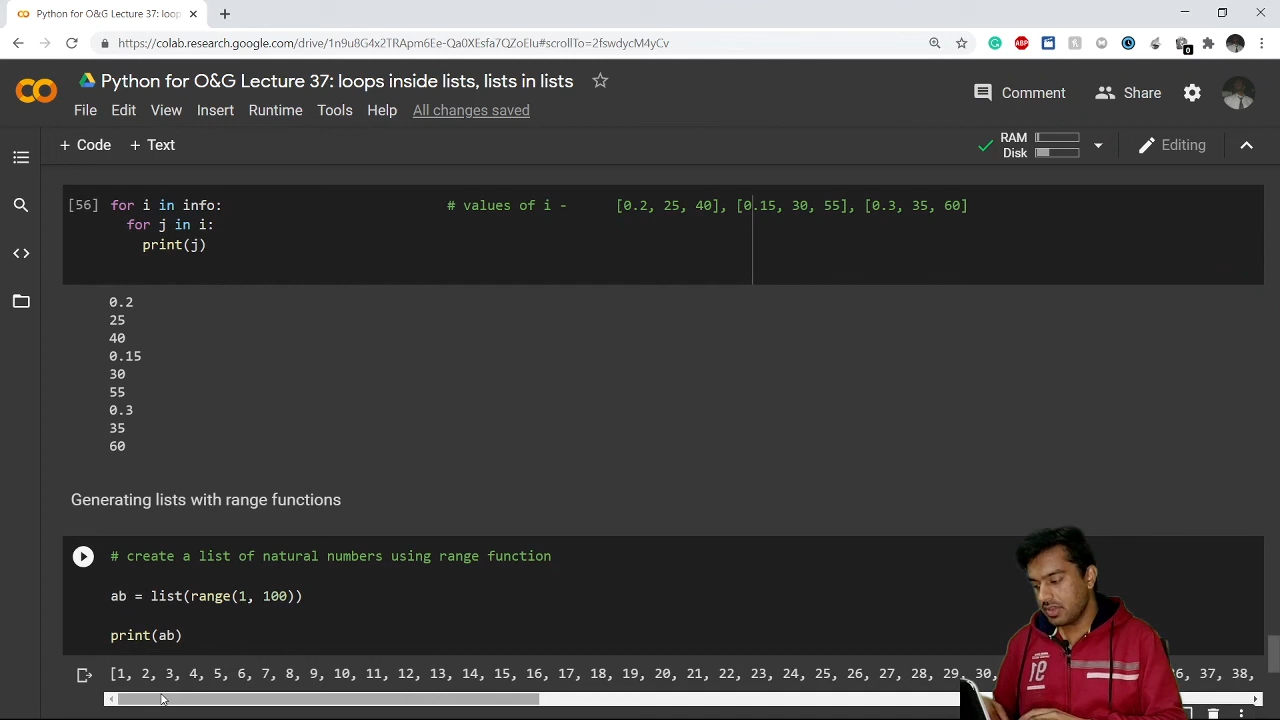 Python for O&G Lecture 37: loop
https://colab.research.google.com/drive/
Python for O&G Lecture 37: loops inside lists, lists in lists
File Edit View Insert Runtime Tools Help All changes saved
Comment Share
+ Code + Text
RAM
Disk
Editing
[56] for i in info: # values of i - [0.2, 25, 40], [0.15, 30, 55], [0.3, 35, 60]
for j in i:
print(j)
0.2
25
40
0.15
30
55
0.3
35
60
Generating lists with range functions
# create a list of natural numbers using range function
ab = list(range(1, 100))
print(ab)
[1, 2, 3, 4, 5, 6, 7, 8, 9, 10, 11, 12, 13, 14, 15, 16, 17, 18, 19, 20, 21, 22, 23, 24, 25, 26, 27, 28, 29, 30, 36, 37, 38,